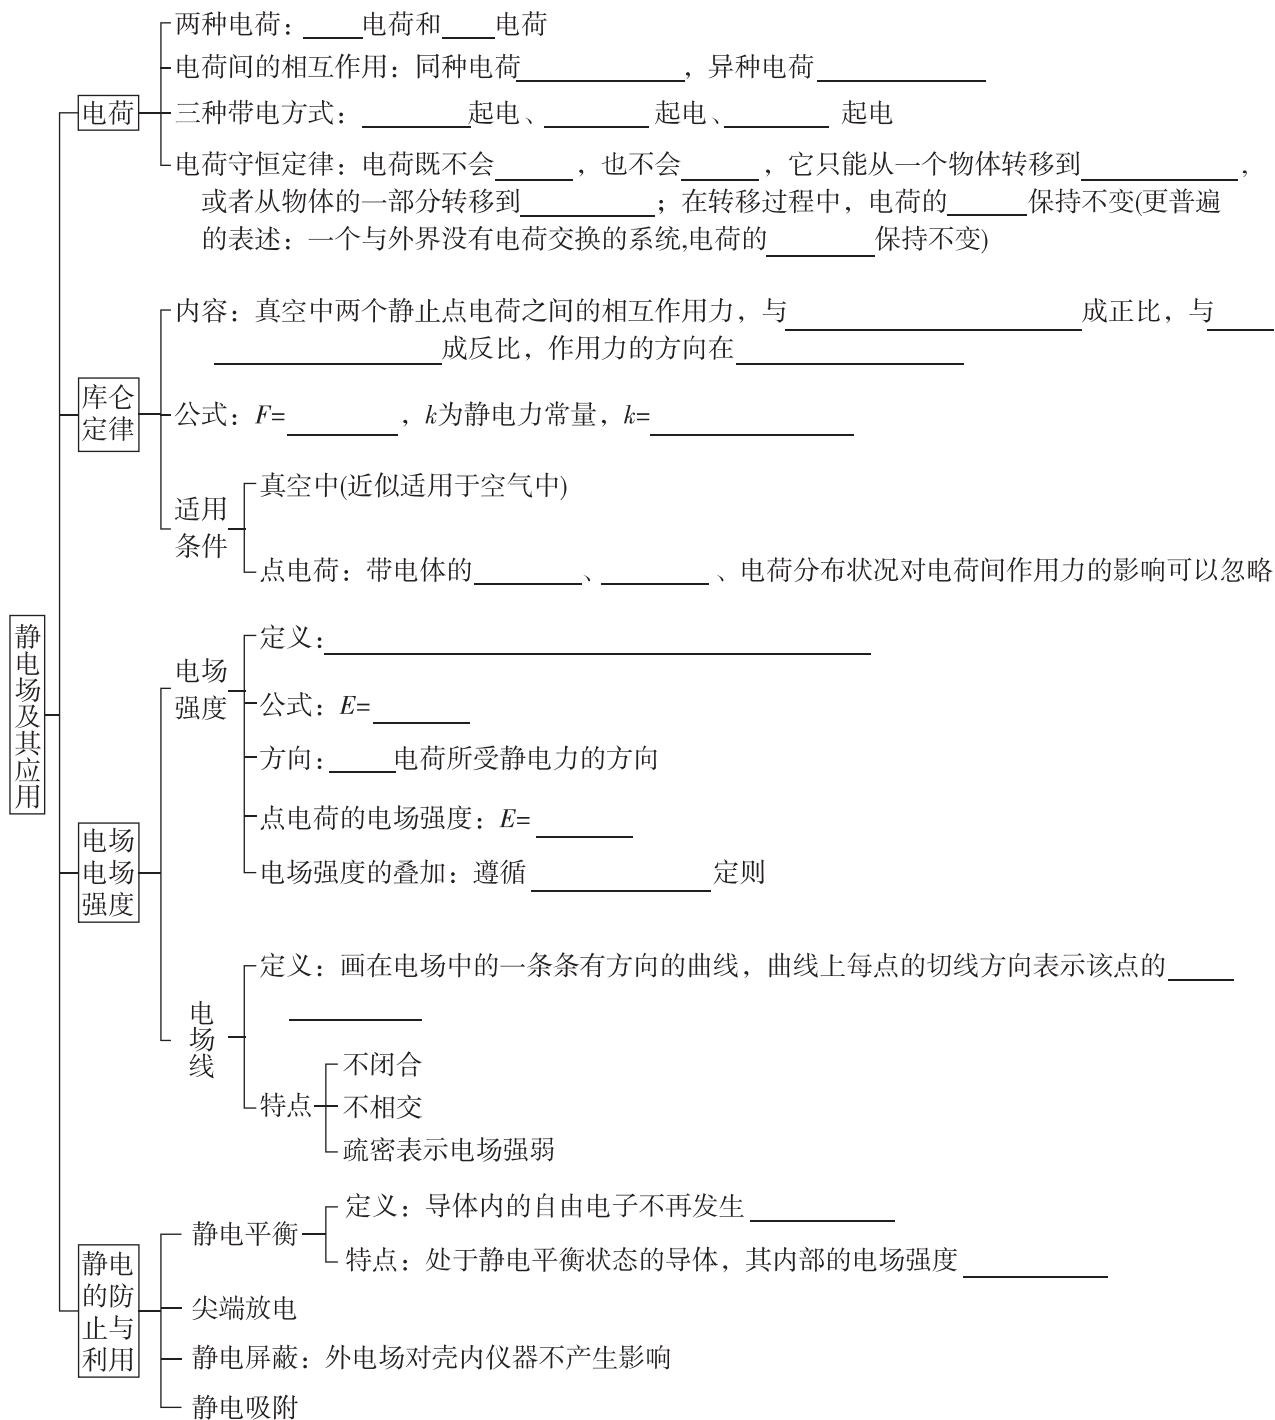 静电场及其应用
电荷
两种电荷：____电荷和____电荷
电荷间的相互作用：同种电荷____，异种电荷____
三种带电方式：____起电、____起电、____起电
电荷守恒定律：电荷既不会____，也不会____，它只能从一个物体转移到____，
或者从物体的一部分转移到____；在转移过程中，电荷的____保持不变(更普遍
的表述：一个与外界没有电荷交换的系统,电荷的____保持不变)
库仑
定律
内容：真空中两个静止点电荷之间的相互作用力，与____成正比，与____
____成反比，作用力的方向在____
公式：F=____，k为静电力常量，k=____
适用
条件
真空中(近似适用于空气中)
点电荷：带电体的____、____、电荷分布状况对电荷间作用力的影响可以忽略
电场
电场
强度
电场
强度
定义：____
公式：E=____
方向：____电荷所受静电力的方向
点电荷的电场强度：E=____
电场强度的叠加：遵循____定则
电场线
定义：画在电场中的一条条有方向的曲线，曲线上每点的切线方向表示该点的____
____
特点
不闭合
不相交
疏密表示电场强弱
静电
的防
止与
利用
静电平衡
定义：导体内的自由电子不再发生____
特点：处于静电平衡状态的导体，其内部的电场强度____
尖端放电
静电屏蔽：外电场对壳内仪器不产生影响
静电吸附